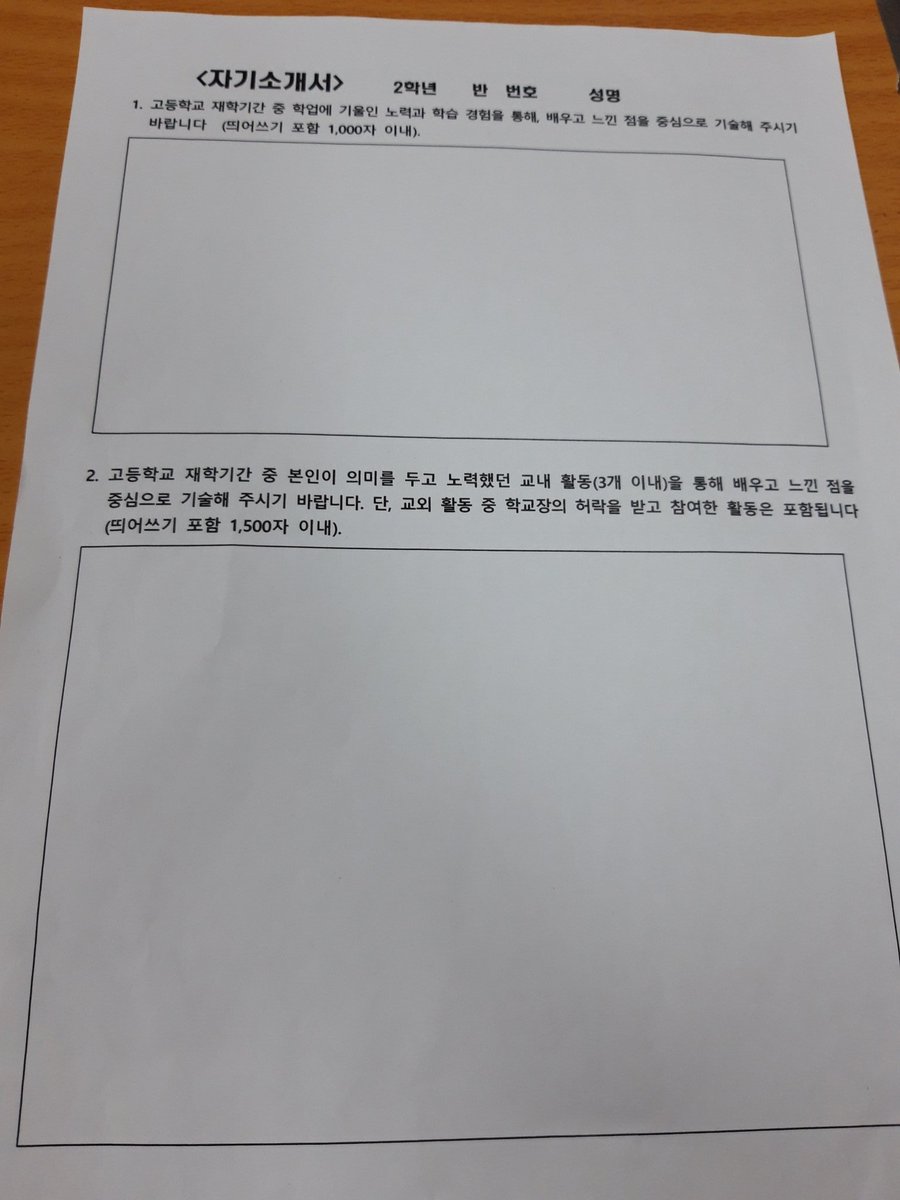 <자기소개서> 2학년 반 번호 성명
1. 고등학교 재학기간 중 학업에 기울인 노력과 학습 경험을 통해, 배우고 느낀 점을 중심으로 기술해 주시기
바랍니다 (띄어쓰기 포함 1,000자 이내).
2. 고등학교 재학기간 중 본인이 의미를 두고 노력했던 교내 활동(3개 이내)을 통해 배우고 느낀 점을
중심으로 기술해 주시기 바랍니다. 단, 교외 활동 중 학교장의 허락을 받고 참여한 활동은 포함됩니다
(띄어쓰기 포함 1,500자 이내).